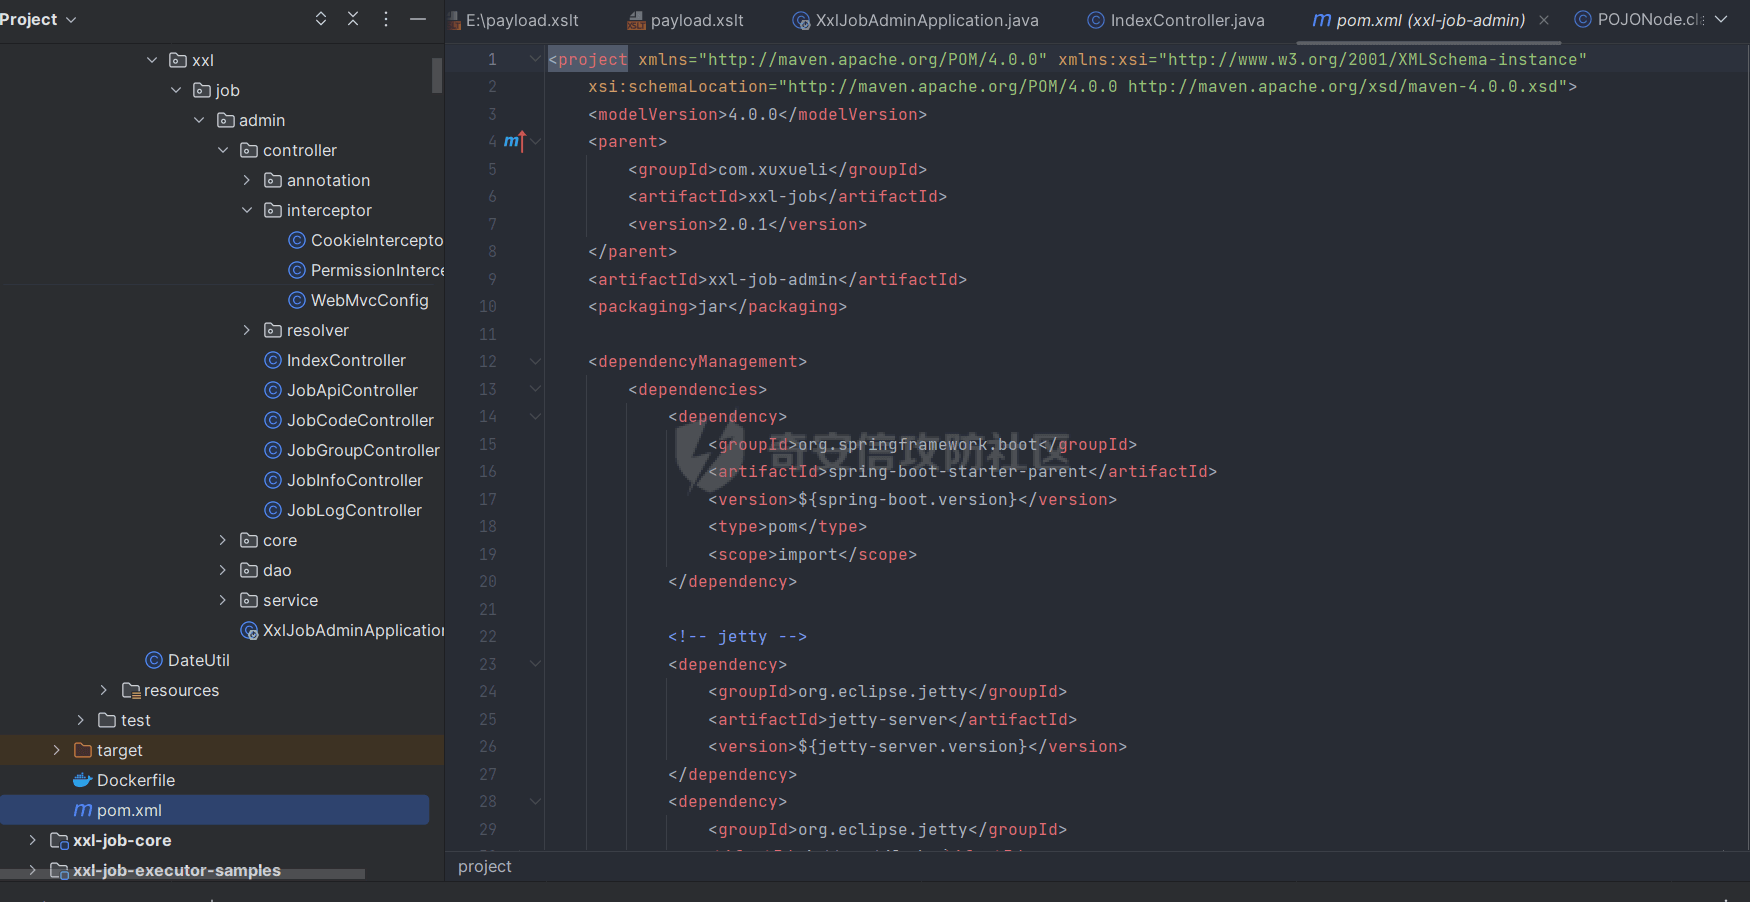 Project
E:\payload.xslt
payload.xslt
XxlJobAdminApplication.java
IndexController.java
pom.xml (xxl-job-admin)
POJONode.cl
xxl
job
admin
controller
annotation
interceptor
CookieIntercepto
PermissionInterce
WebMvcConfig
resolver
IndexController
JobApiController
JobCodeController
JobGroupController
JobInfoController
JobLogController
core
dao
service
XxlJobAdminApplication
DateUtil
resources
test
target
Dockerfile
pom.xml
xxl-job-core
xxl-job-executor-samples
1 <project xmlns="http://maven.apache.org/POM/4.0.0" xmlns:xsi="http://www.w3.org/2001/XMLSchema-instance"
2 xsi:schemaLocation="http://maven.apache.org/POM/4.0.0 http://maven.apache.org/xsd/maven-4.0.0.xsd">
3 <modelVersion>4.0.0</modelVersion>
4 <parent>
5 <groupId>com.xuxueli</groupId>
6 <artifactId>xxl-job</artifactId>
7 <version>2.0.1</version>
8 </parent>
9 <artifactId>xxl-job-admin</artifactId>
10 <packaging>jar</packaging>
11
12 <dependencyManagement>
13 <dependencies>
14 <dependency>
15 <groupId>org.springframework.boot</groupId>
16 <artifactId>spring-boot-starter-parent</artifactId>
17 <version>${spring-boot.version}</version>
18 <type>pom</type>
19 <scope>import</scope>
20 </dependency>
21
22 <!-- jetty -->
23 <dependency>
24 <groupId>org.eclipse.jetty</groupId>
25 <artifactId>jetty-server</artifactId>
26 <version>${jetty-server.version}</version>
27 </dependency>
28 <dependency>
29 <groupId>org.eclipse.jetty</groupId>
奇安信攻防社区
project